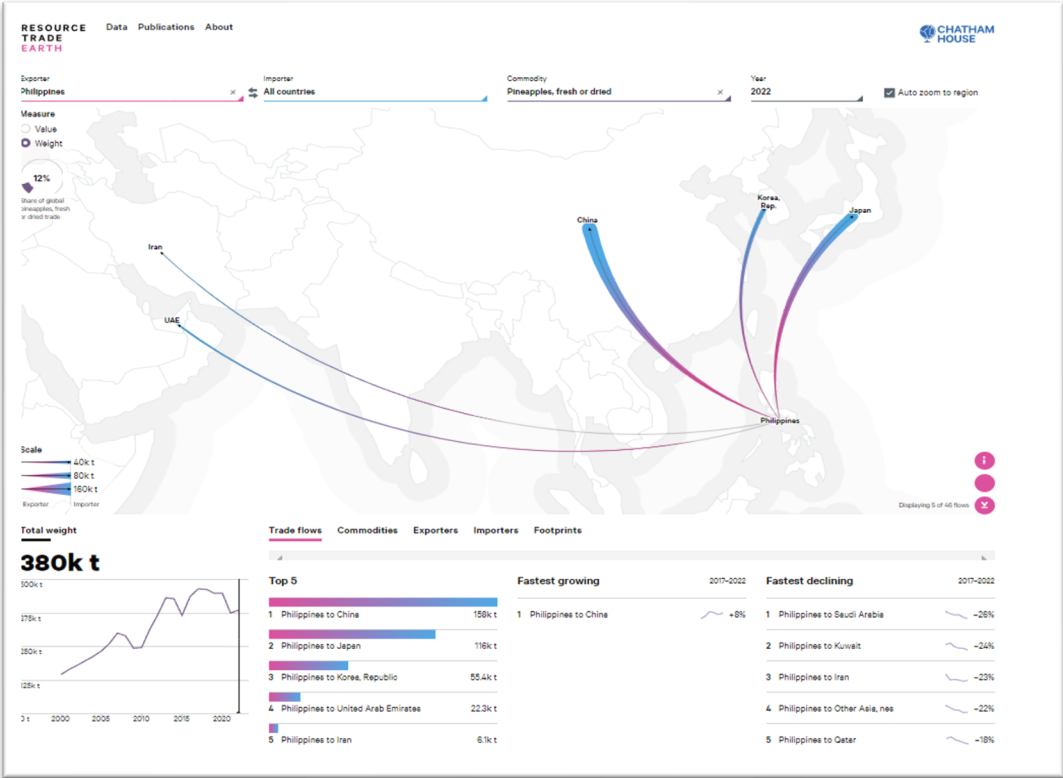 RESOURCE
TRADE
EARTH
Data Publications About
CHATHAM
HOUSE
Exporter
Philippines ×
Importer
All countries
Commodity
Pineapples, fresh or dried ×
Year
2022
Auto zoom to region
Measure
Value
Weight
12%
Share of global
pineapples, fresh
or dried trade
Iran
UAE
China
Korea,
Rep.
Japan
Philippines
Scale
40k t
80k t
160k t
Exporter Importer
Displaying 5 of 46 flows
i
Total weight
380k t
500k t
375k t
250k t
125k t
0 t 2000 2005 2010 2015 2020
Trade flows Commodities Exporters Importers Footprints
Top 5
1 Philippines to China 158k t
2 Philippines to Japan 116k t
3 Philippines to Korea, Republic 55.4k t
4 Philippines to United Arab Emirates 22.3k t
5 Philippines to Iran 6.1k t
Fastest growing 2017-2022
1 Philippines to China +8%
Fastest declining 2017-2022
1 Philippines to Saudi Arabia -26%
2 Philippines to Kuwait -24%
3 Philippines to Iran -23%
4 Philippines to Other Asia, nes -22%
5 Philippines to Qatar -18%